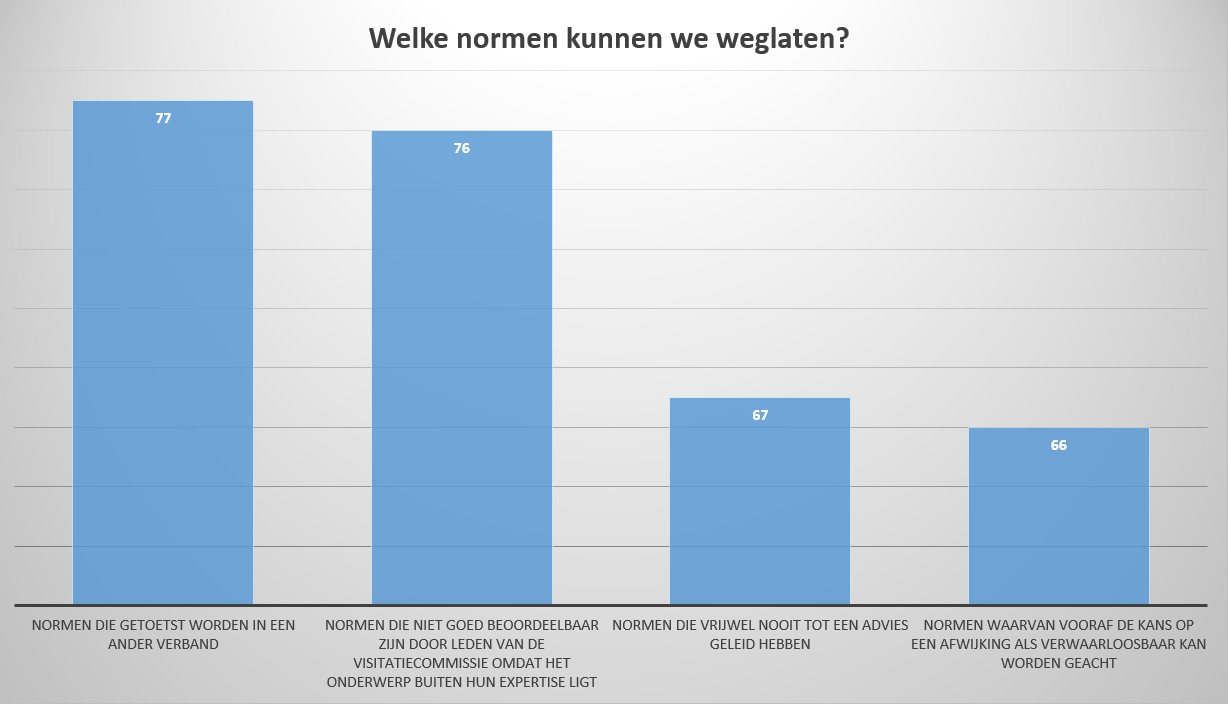 Welke normen kunnen we weglaten?
77
76
67
66
NORMEN DIE GETOETST WORDEN IN EEN
ANDER VERBAND
NORMEN DIE NIET GOED BEOORDEELBAAR
ZIJN DOOR LEDEN VAN DE
VISITATIECOMMISSIE OMDAT HET
ONDERWERP BUITEN HUN EXPERTISE LIGT
NORMEN DIE VRIJWEL NOOIT TOT EEN ADVIES
GELEID HEBBEN
NORMEN WAARVAN VOORAF DE KANS OP
EEN AFWIJKING ALS VERWAARLOOSBAAR KAN
WORDEN GEACHT